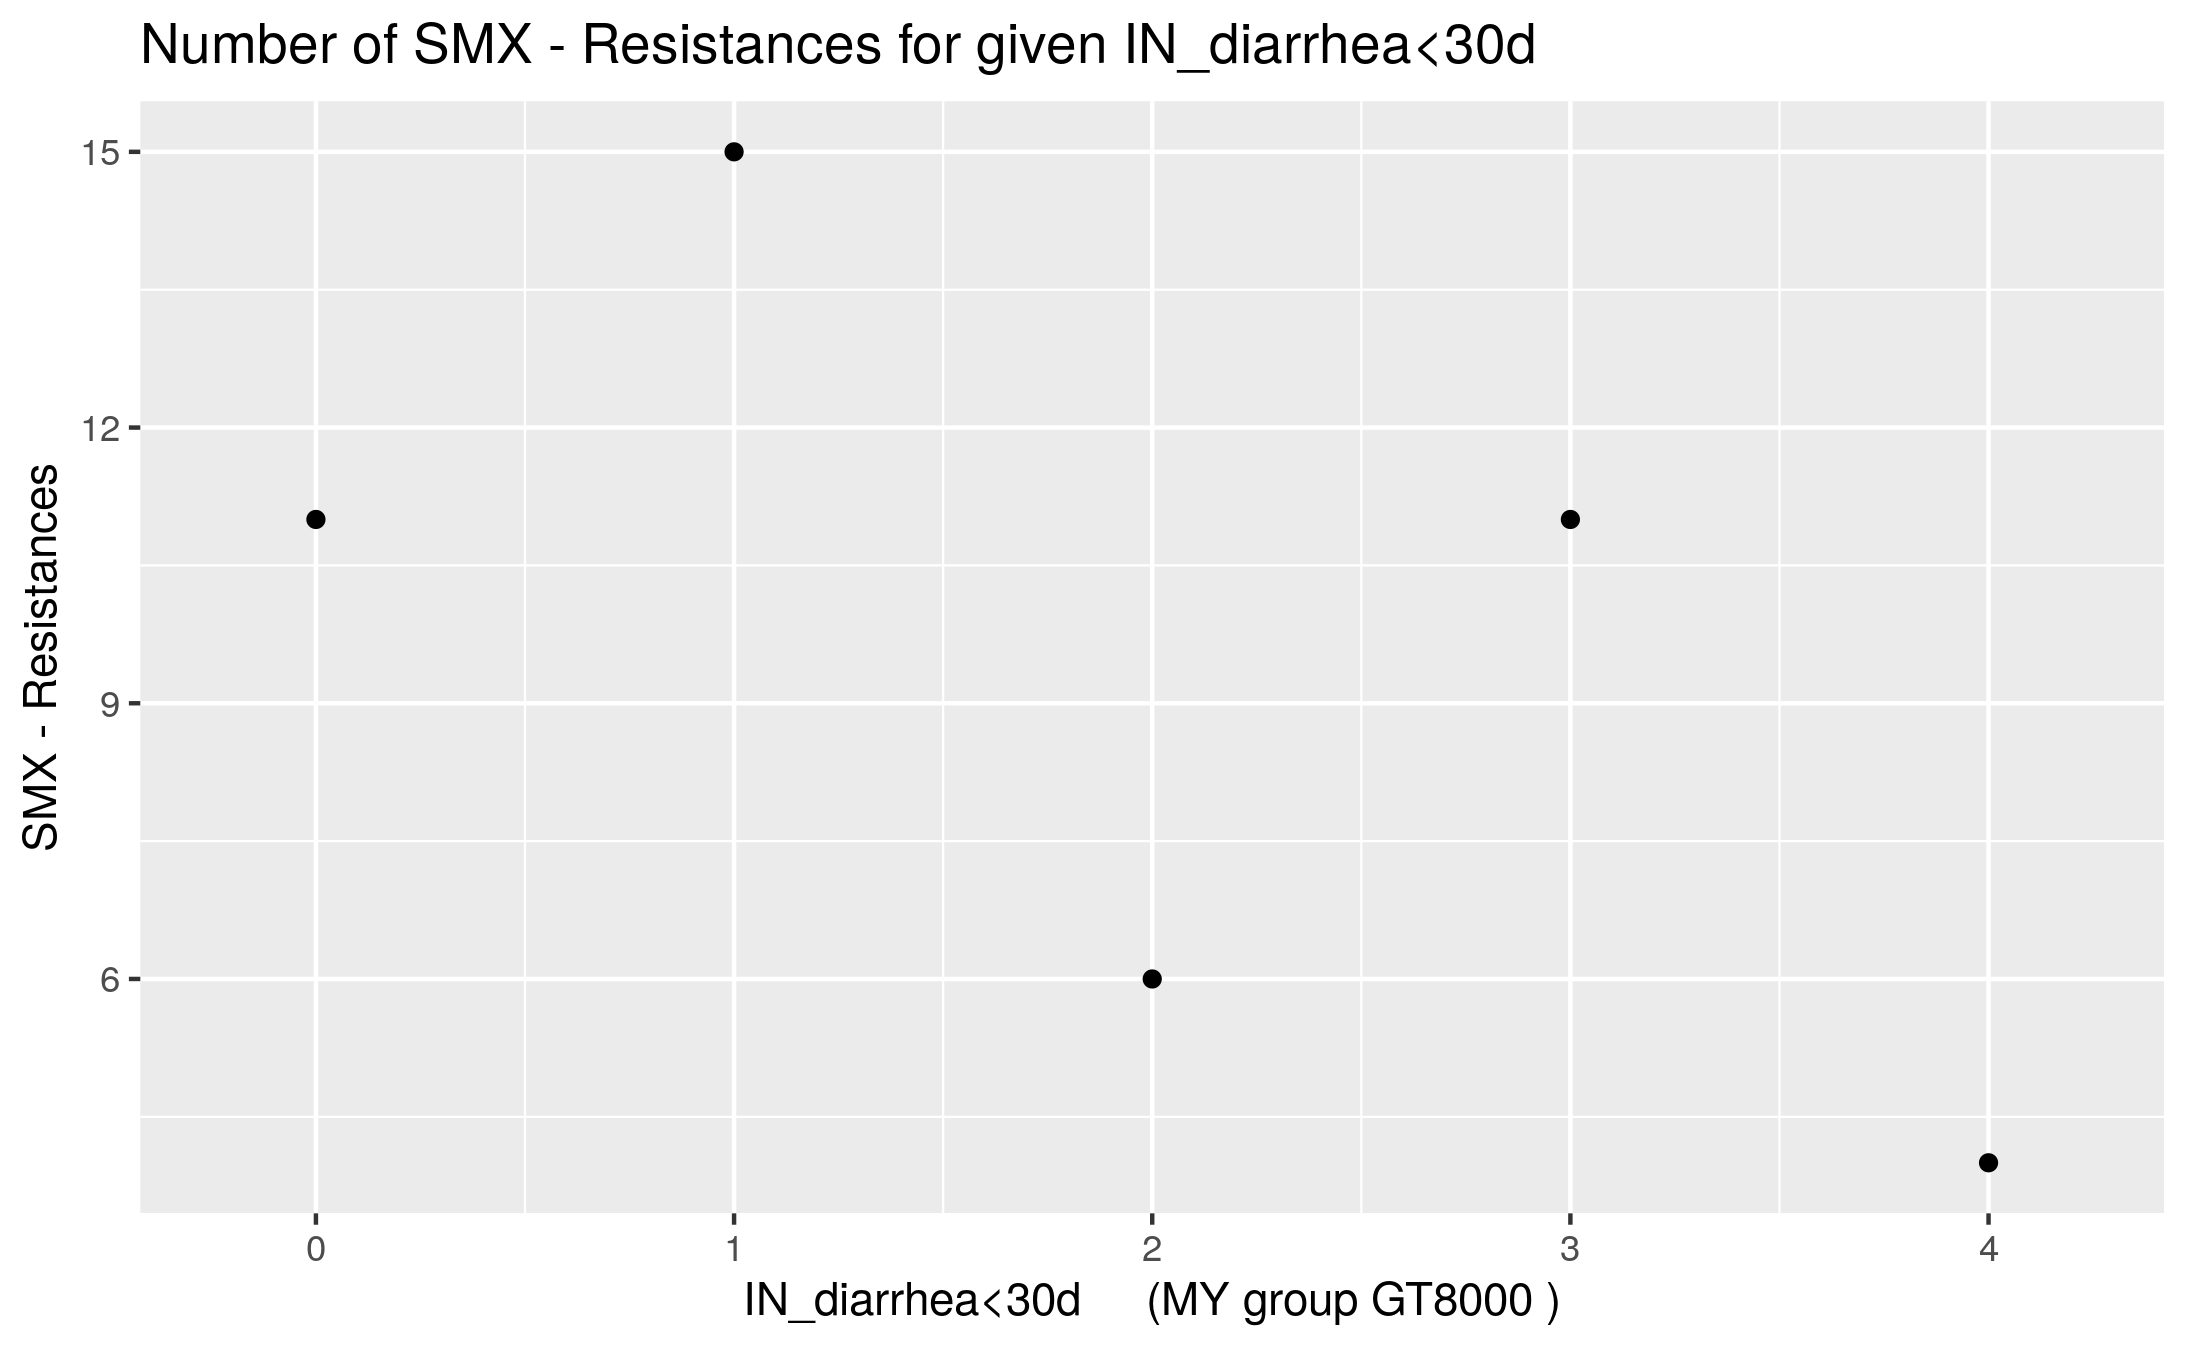 Number of SMX - Resistances for given IN_diarrhea<30d
15
12
9
6
SMX - Resistances
0 1 2 3 4
IN_diarrhea<30d (MY group GT8000 )